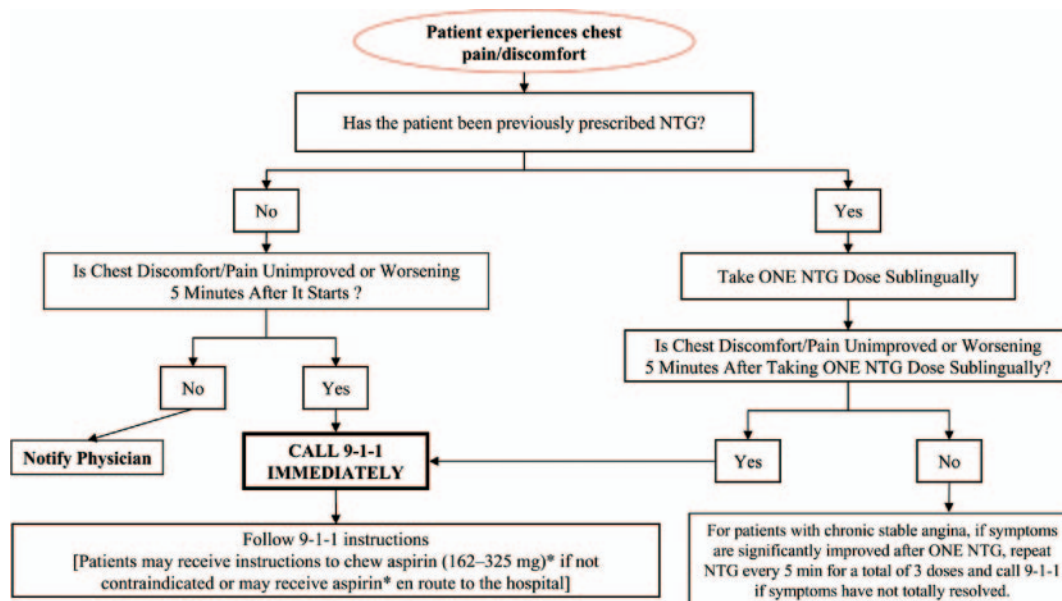 Patient experiences chest
pain/discomfort
Has the patient been previously prescribed NTG?
No
Yes
Is Chest Discomfort/Pain Unimproved or Worsening
5 Minutes After It Starts ?
Take ONE NTG Dose Sublingually
Is Chest Discomfort/Pain Unimproved or Worsening
5 Minutes After Taking ONE NTG Dose Sublingually?
No
Yes
Notify Physician
CALL 9-1-1
IMMEDIATELY
Yes
No
Follow 9-1-1 instructions
[Patients may receive instructions to chew aspirin (162–325 mg)* if not
contraindicated or may receive aspirin* en route to the hospital]
For patients with chronic stable angina, if symptoms
are significantly improved after ONE NTG, repeat
NTG every 5 min for a total of 3 doses and call 9-1-1
if symptoms have not totally resolved.